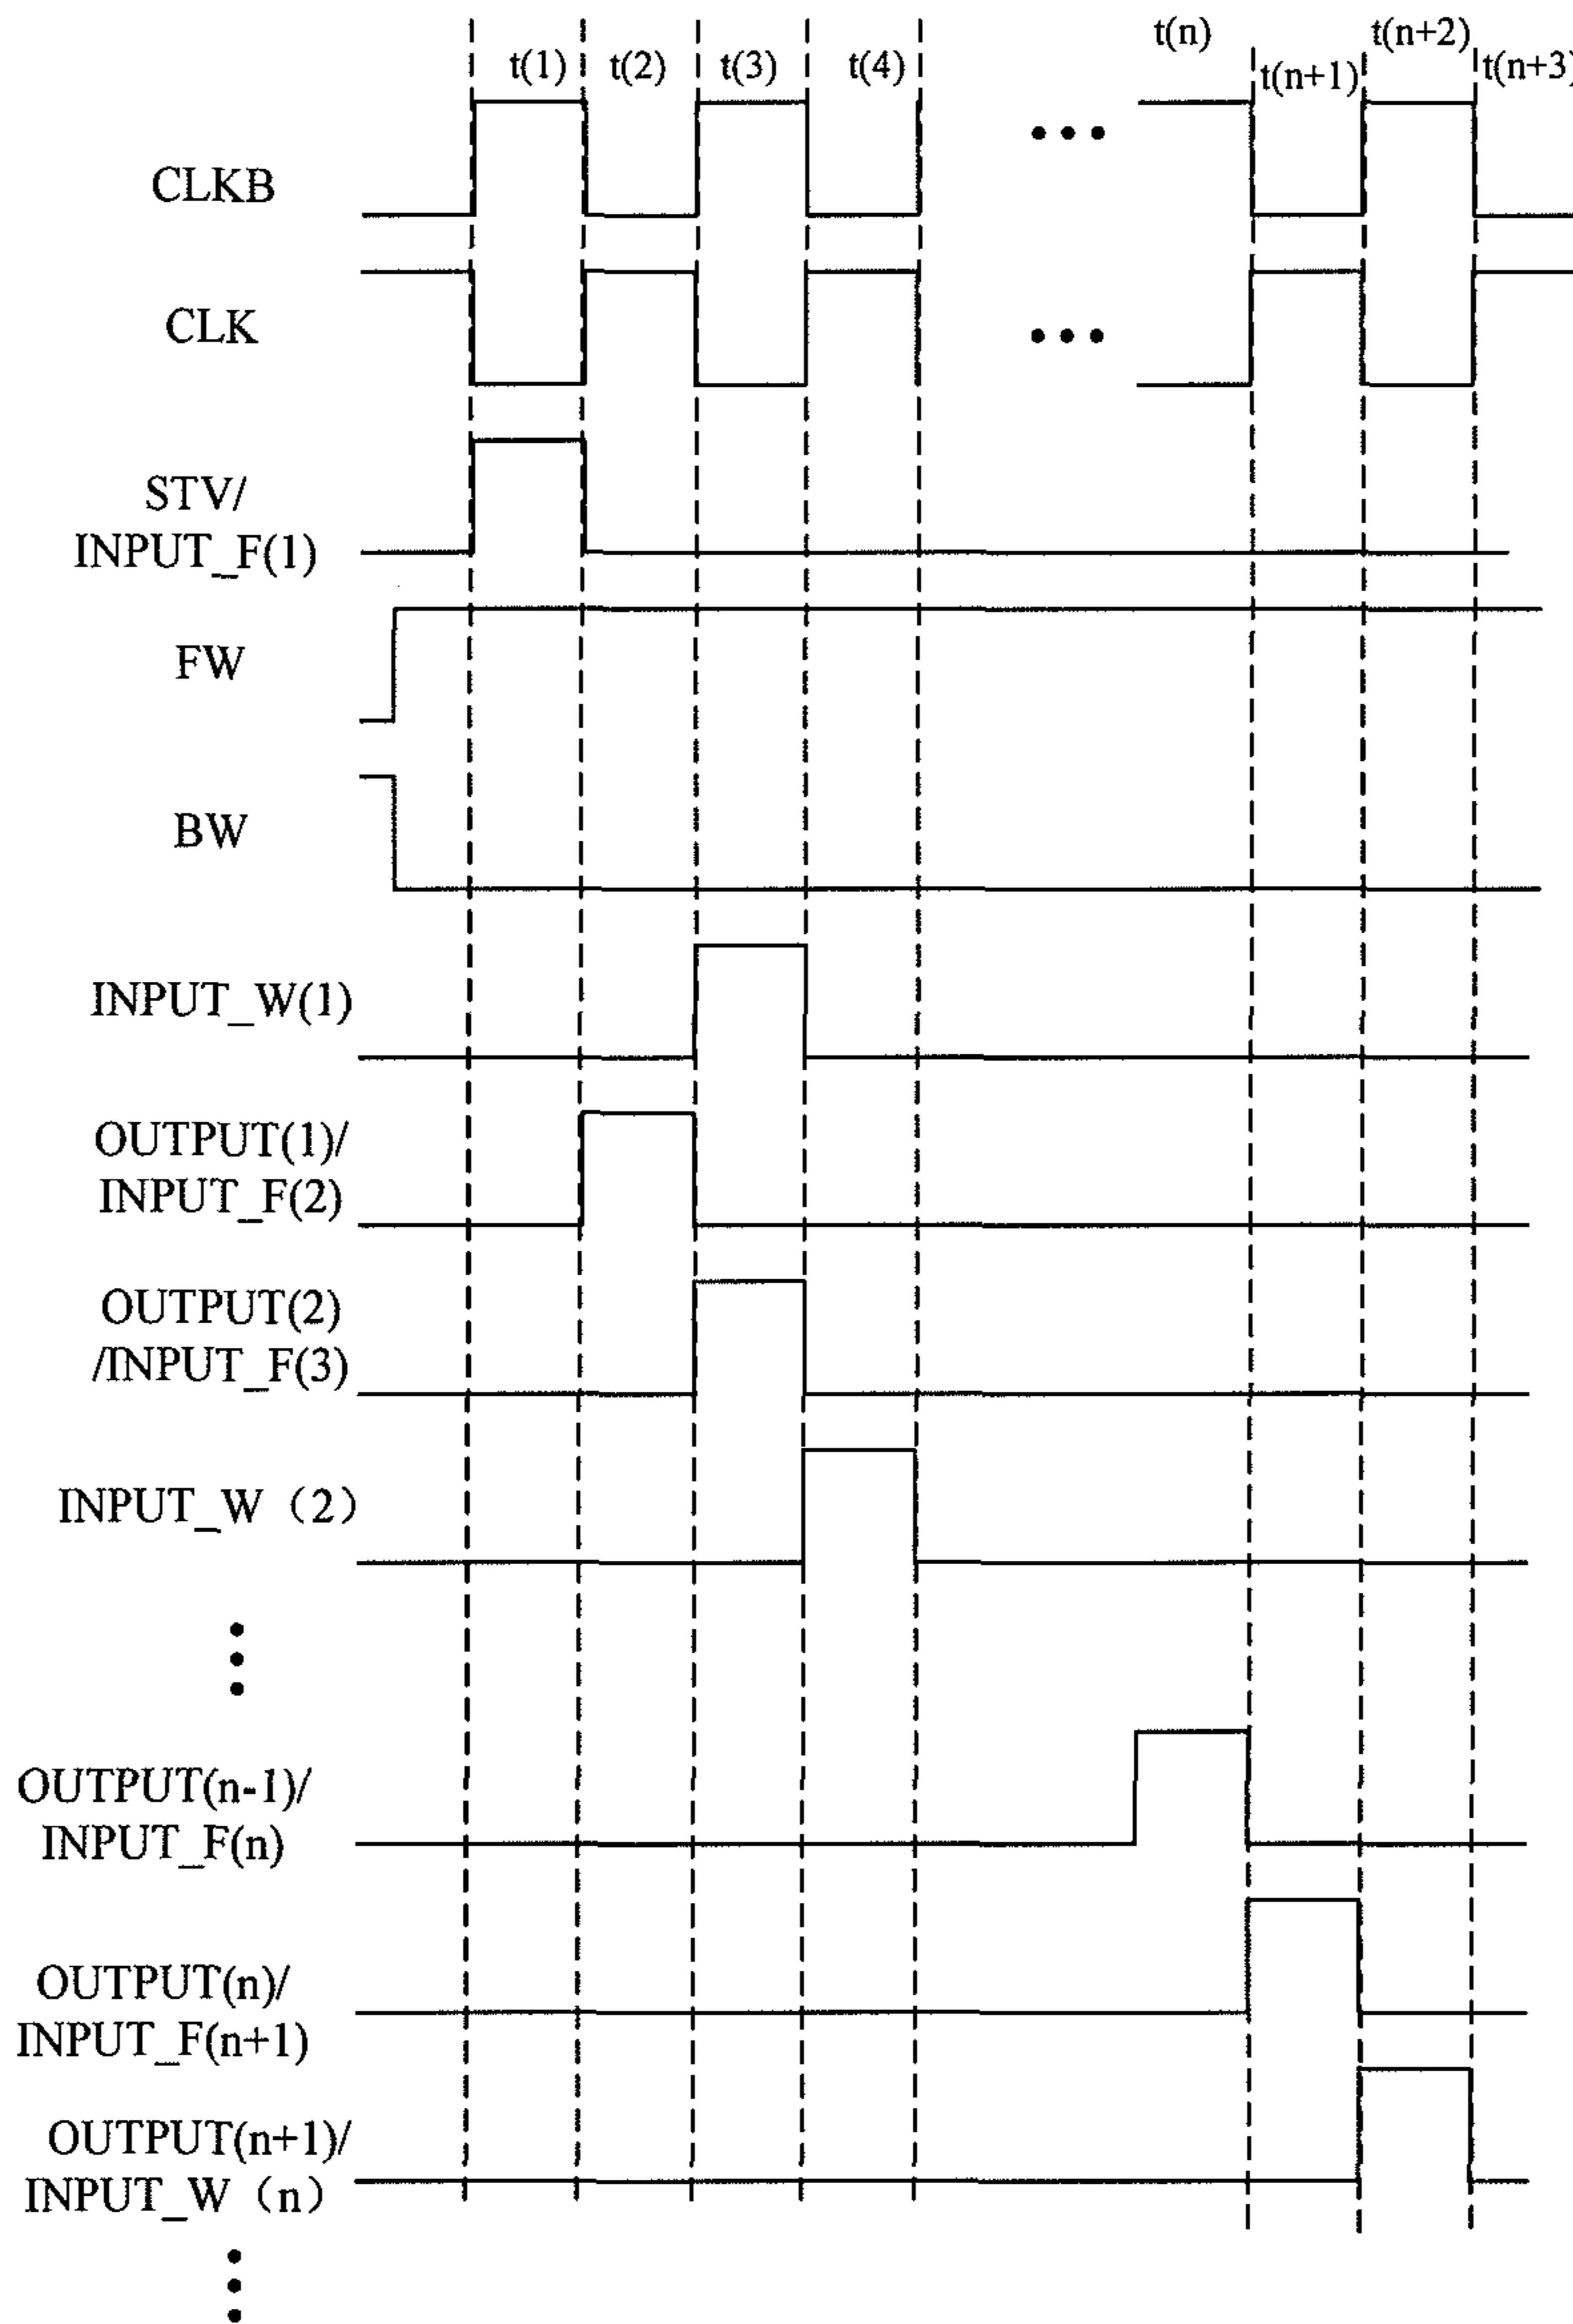 t(1)
t(2)
t(3)
t(4)
t(n)
t(n+1)
t(n+2)
t(n+3)
CLKB
CLK
STV/
INPUT_F(1)
FW
BW
INPUT_W(1)
OUTPUT(1)/
INPUT_F(2)
OUTPUT(2)
/INPUT_F(3)
INPUT_W（2）
OUTPUT(n-1)/
INPUT_F(n)
OUTPUT(n)/
INPUT_F(n+1)
OUTPUT(n+1)/
INPUT_W（n）